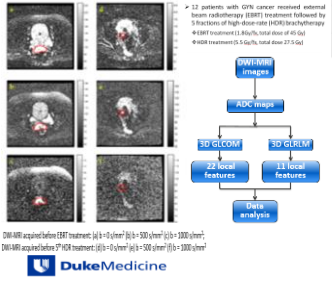 ➢ 12 patients with GYN cancer received external
beam radiotherapy (EBRT) treatment followed by
5 fractions of high-dose-rate (HDR) brachytherapy
❖EBRT treatment (1.8Gy/fx, total dose of 45 Gy)
❖HDR treatment (5.5 Gy/fx, total dose 27.5 Gy)
a
d
b
e
c
f
DWI-MRI
images
ADC maps
3D GLCOM
3D GLRLM
22 local
features
11 local
features
Data
analysis
DWI-MRI acquired before EBRT treatment: (a) b = 0 s/mm² (b) b = 500 s/mm² (c) b = 1000 s/mm²;
DWI-MRI acquired before 5th HDR treatment: (d) b = 0 s/mm² (e) b = 500 s/mm² (f) b = 1000 s/mm²
DukeMedicine